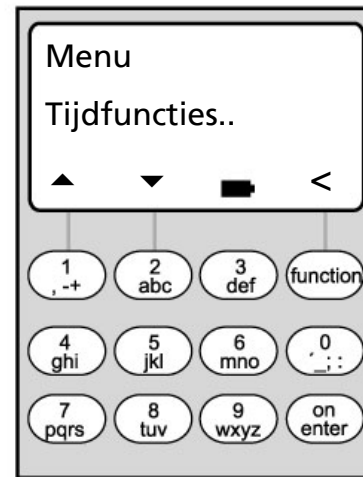 Menu
Tijdfuncties..
<
1 2 3 function
, -+ abc def
4 5 6 0
ghi jkl mno ´_; :
7 8 9 on
pqrs tuv wxyz enter